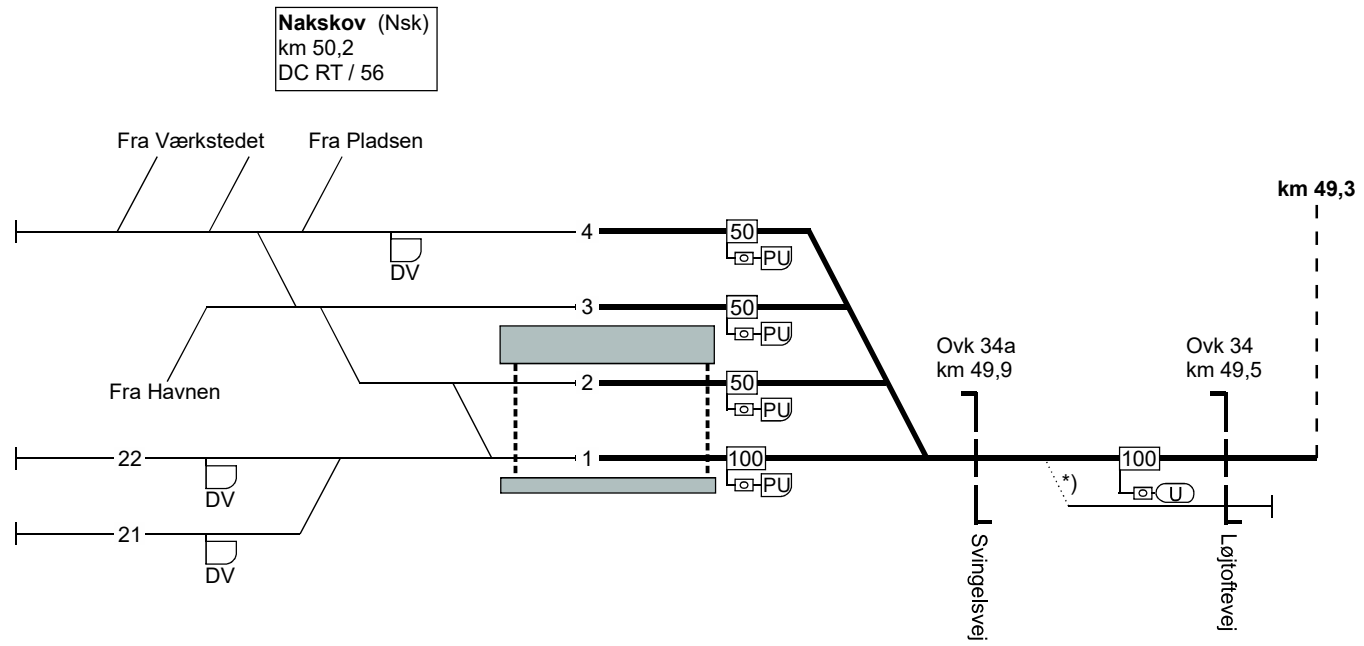 Nakskov (Nsk)
km 50,2
DC RT / 56
Fra Værkstedet
Fra Pladsen
km 49,3
4
50
PU
DV
3
50
PU
Fra Havnen
2
50
PU
Ovk 34a
km 49,9
Ovk 34
km 49,5
22
DV
1
100
PU
100
U
*)
21
DV
Svingelsvej
Løjtoftevej